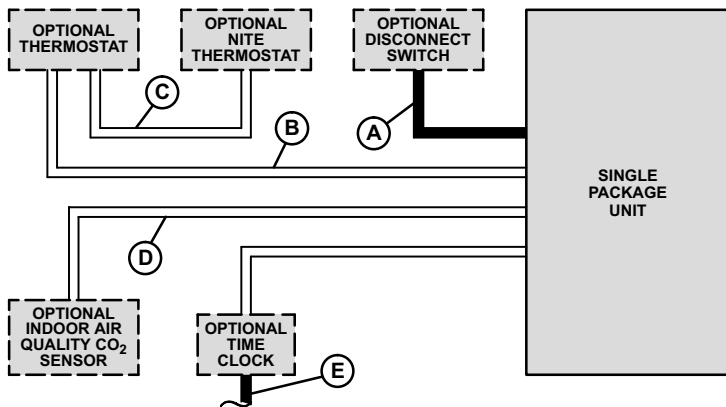 OPTIONAL
THERMOSTAT
OPTIONAL
NITE
THERMOSTAT
OPTIONAL
DISCONNECT
SWITCH
C
B
A
SINGLE
PACKAGE
UNIT
D
OPTIONAL
INDOOR AIR
QUALITY CO₂
SENSOR
OPTIONAL
TIME
CLOCK
E